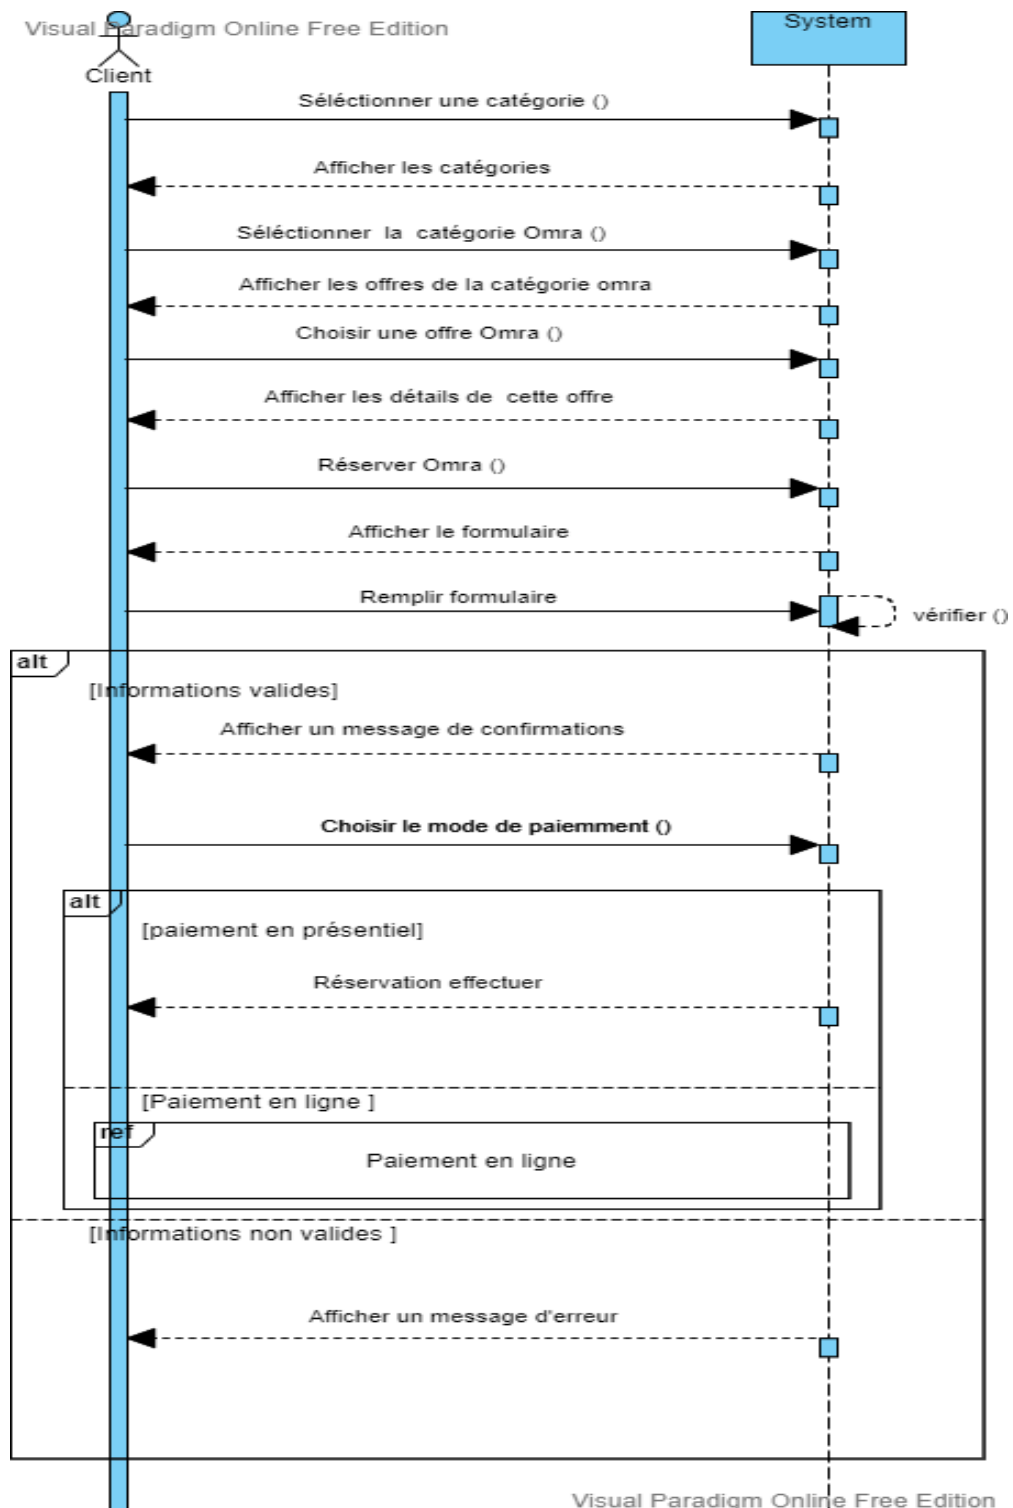 Visual Paradigm Online Free Edition
System
Client
Séléctionner une catégorie ()
Afficher les catégories
Séléctionner la catégorie Omra ()
Afficher les offres de la catégorie omra
Choisir une offre Omra ()
Afficher les détails de cette offre
Réserver Omra ()
Afficher le formulaire
Remplir formulaire
vérifier ()
alt
[Informations valides]
Afficher un message de confirmations
Choisir le mode de paiemment ()
alt
[paiement en présentiel]
Réservation effectuer
[Paiement en ligne ]
ref
Paiement en ligne
[Informations non valides ]
Afficher un message d'erreur
Visual Paradigm Online Free Edition